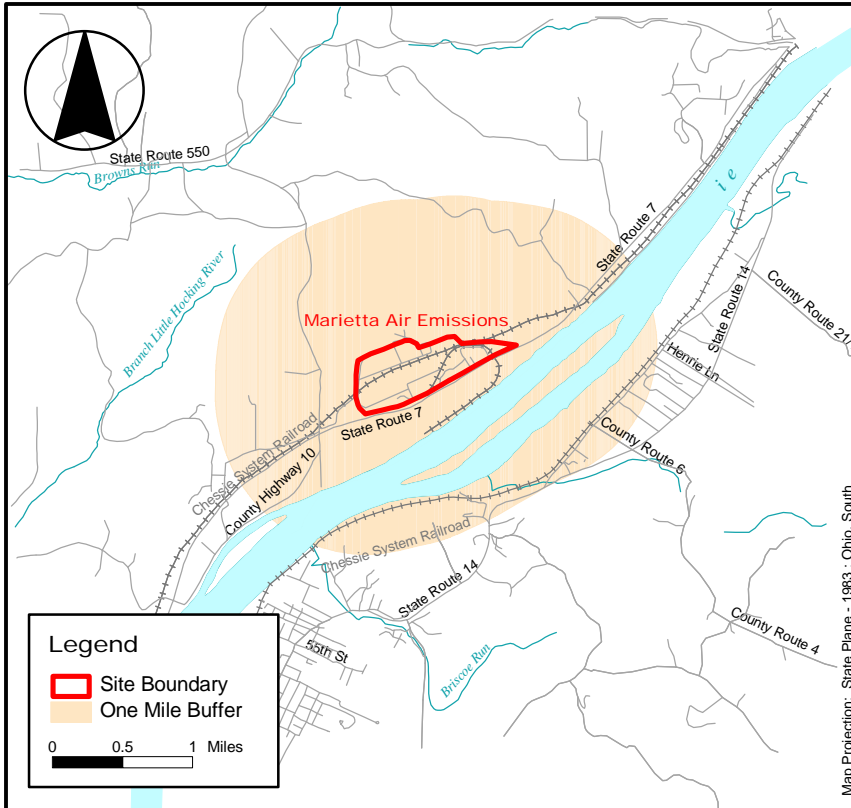 State Route 550
Browns Run
i e
State Route 7
Branch Little Hocking River
State Route 14
County Route 21/
Marietta Air Emissions
Henrie Ln
State Route 7
Chessie System Railroad
County Highway 10
County Route 6
Chessie System Railroad
State Route 14
55th St
Briscoe Run
County Route 4
Legend
Site Boundary
One Mile Buffer
0 0.5 1 Miles
Map Projection: State Plane - 1983 : Ohio, South